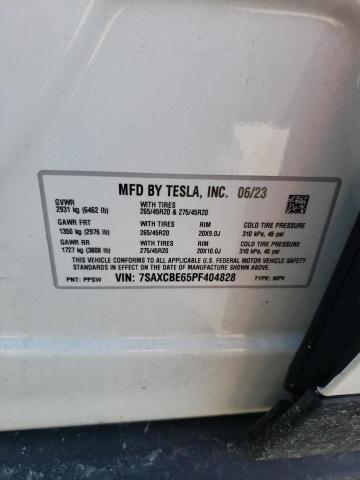 MFD BY TESLA, INC. 06/23
GVWR WITH TIRES
2931 kg (6462 lb) 265/45R20 & 275/45R20
GAWR FRT WITH TIRES RIM COLD TIRE PRESSURE
1350 kg (2976 lb) 265/45R20 20X9.0J 310 kPa, 45 psi
GAWR RR WITH TIRES RIM COLD TIRE PRESSURE
1727 kg (3808 lb) 275/45R20 20X10.0J 310 kPa, 45 psi
THIS VEHICLE CONFORMS TO ALL APPLICABLE U.S. FEDERAL MOTOR VEHICLE SAFETY
STANDARDS IN EFFECT ON THE DATE OF MANUFACTURE SHOWN ABOVE.
PNT: PPSW VIN: 7SAXCBE65PF404828 TYPE: MPV